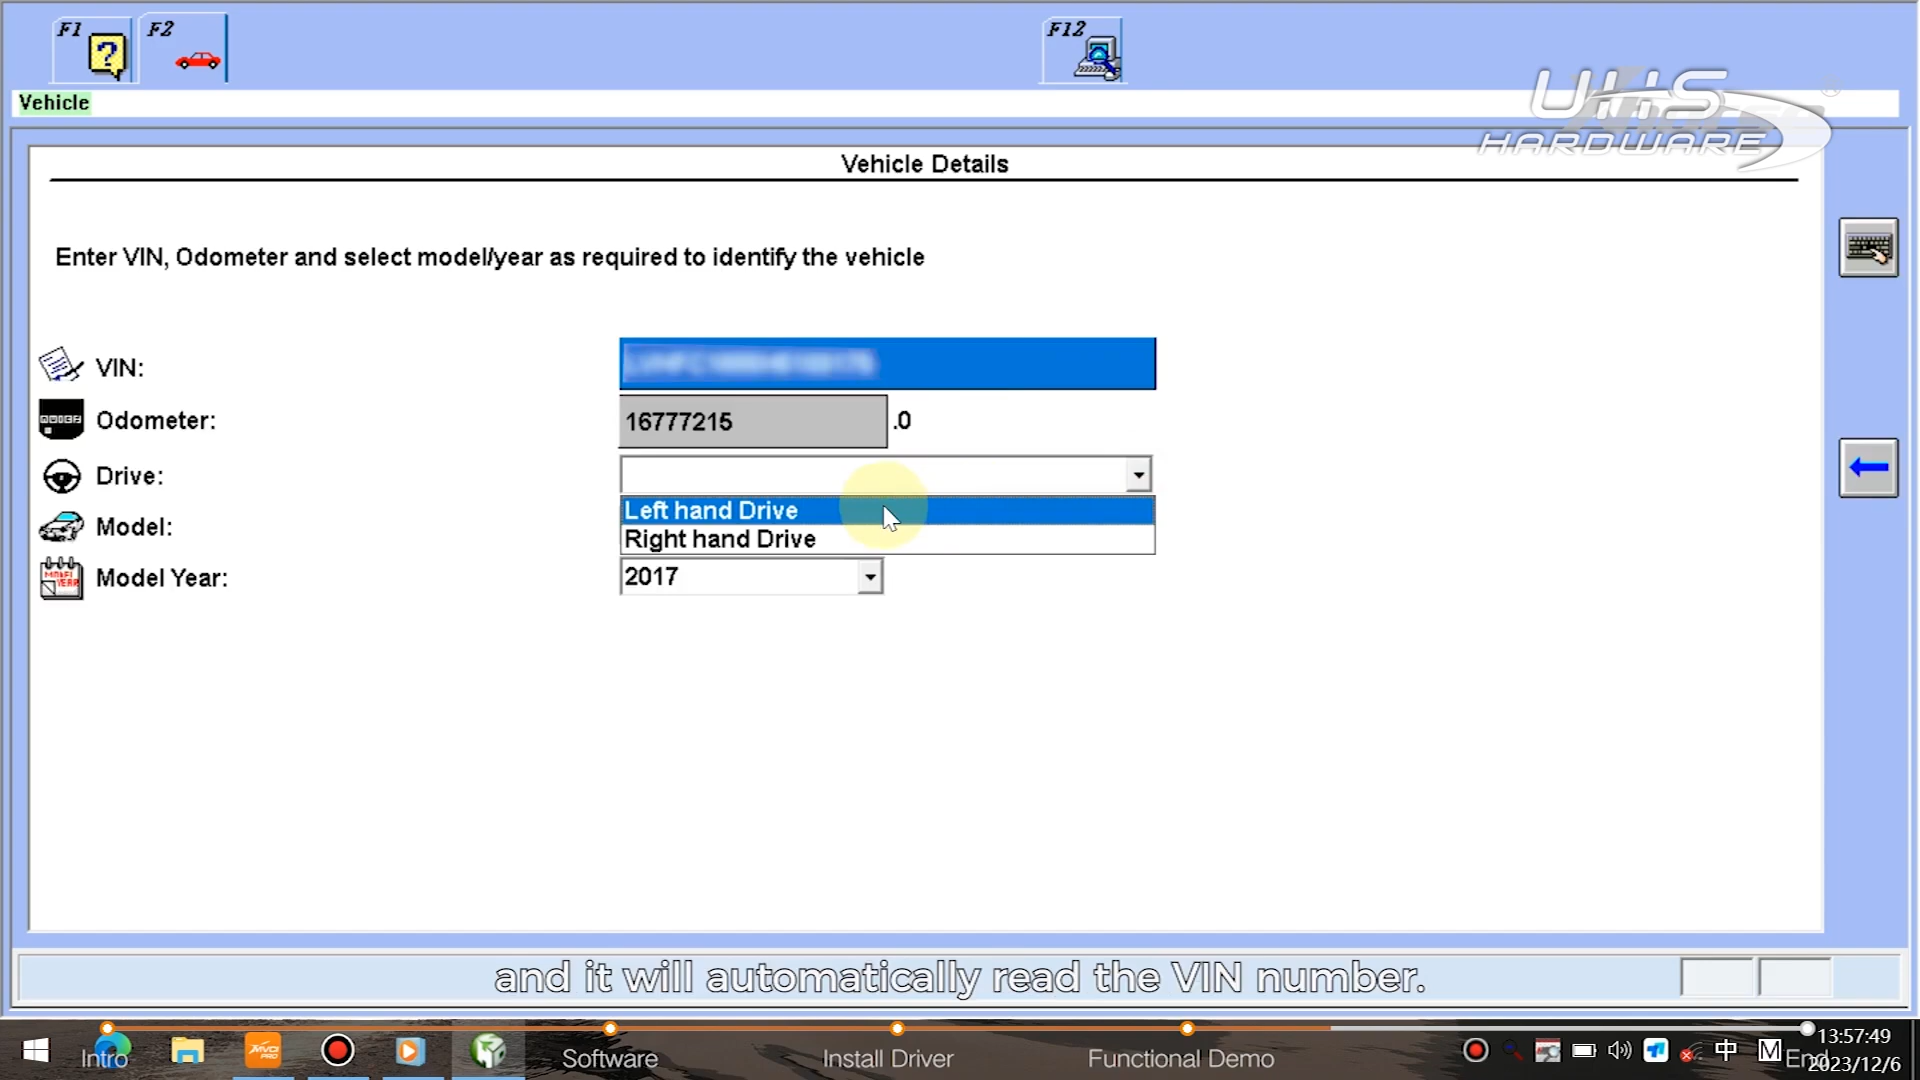 F1
F2
F12
UHS
HARDWARE
Vehicle
Vehicle Details
Enter VIN, Odometer and select model/year as required to identify the vehicle
VIN:
Odometer:
16777215
.0
Drive:
Left hand Drive
Right hand Drive
Model:
Model Year:
2017
and it will automatically read the VIN number.
Intro
Software
Install Driver
Functional Demo
End
中
M
13:57:49
2023/12/6